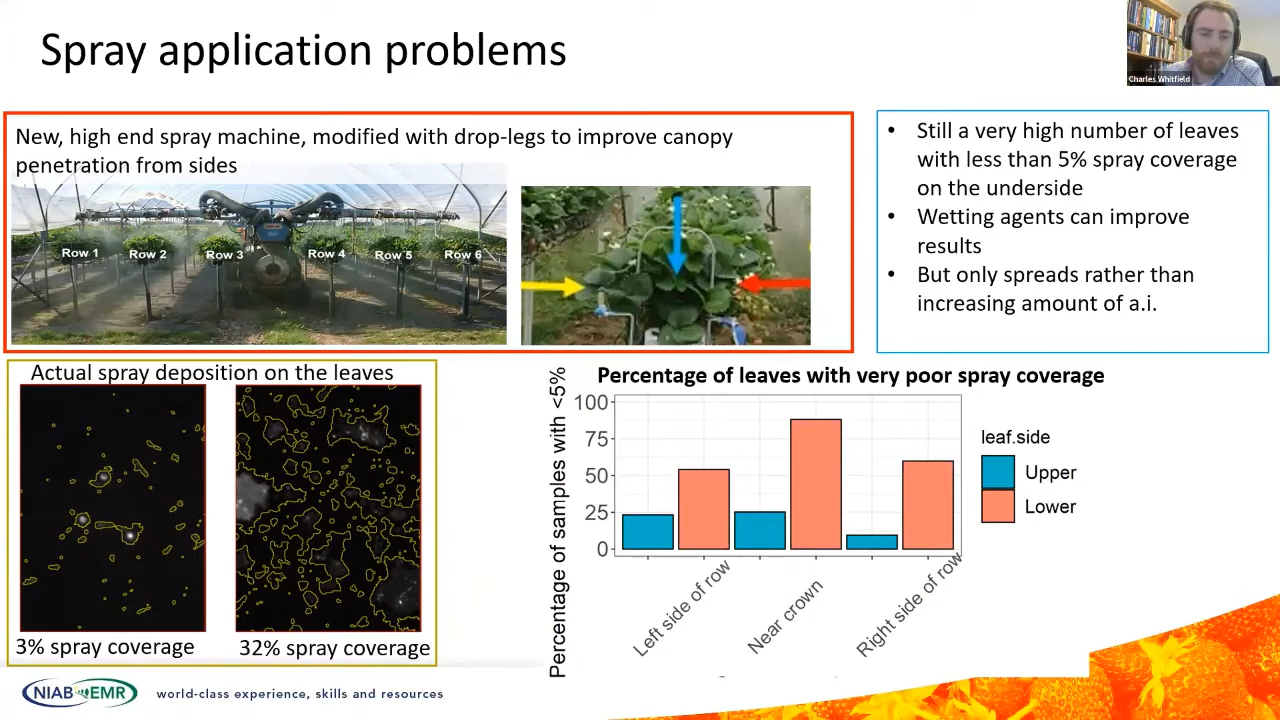 Spray application problems
Charles Whitfield
New, high end spray machine, modified with drop-legs to improve canopy
penetration from sides
Row 1
Row 2
Row 3
Row 4
Row 5
Row 6
• Still a very high number of leaves
with less than 5% spray coverage
on the underside
• Wetting agents can improve
results
• But only spreads rather than
increasing amount of a.i.
Actual spray deposition on the leaves
3% spray coverage
32% spray coverage
Percentage of leaves with very poor spray coverage
Percentage of samples with <5%
100
75
50
25
0
Left side of row
Near crown
Right side of row
leaf.side
Upper
Lower
NIAB EMR
world-class experience, skills and resources